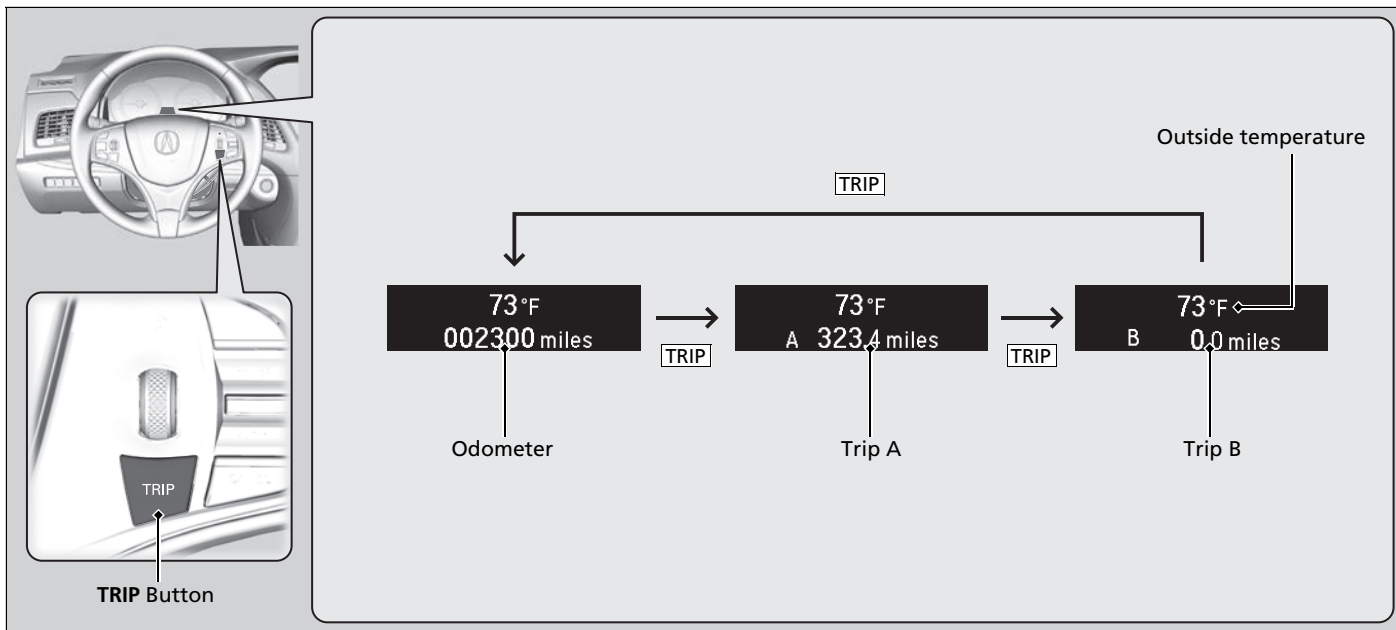 Outside temperature
TRIP
73°F
002300 miles
TRIP
73°F
A 323.4 miles
TRIP
73°F
B 0.0 miles
Odometer
Trip A
Trip B
TRIP
TRIP Button